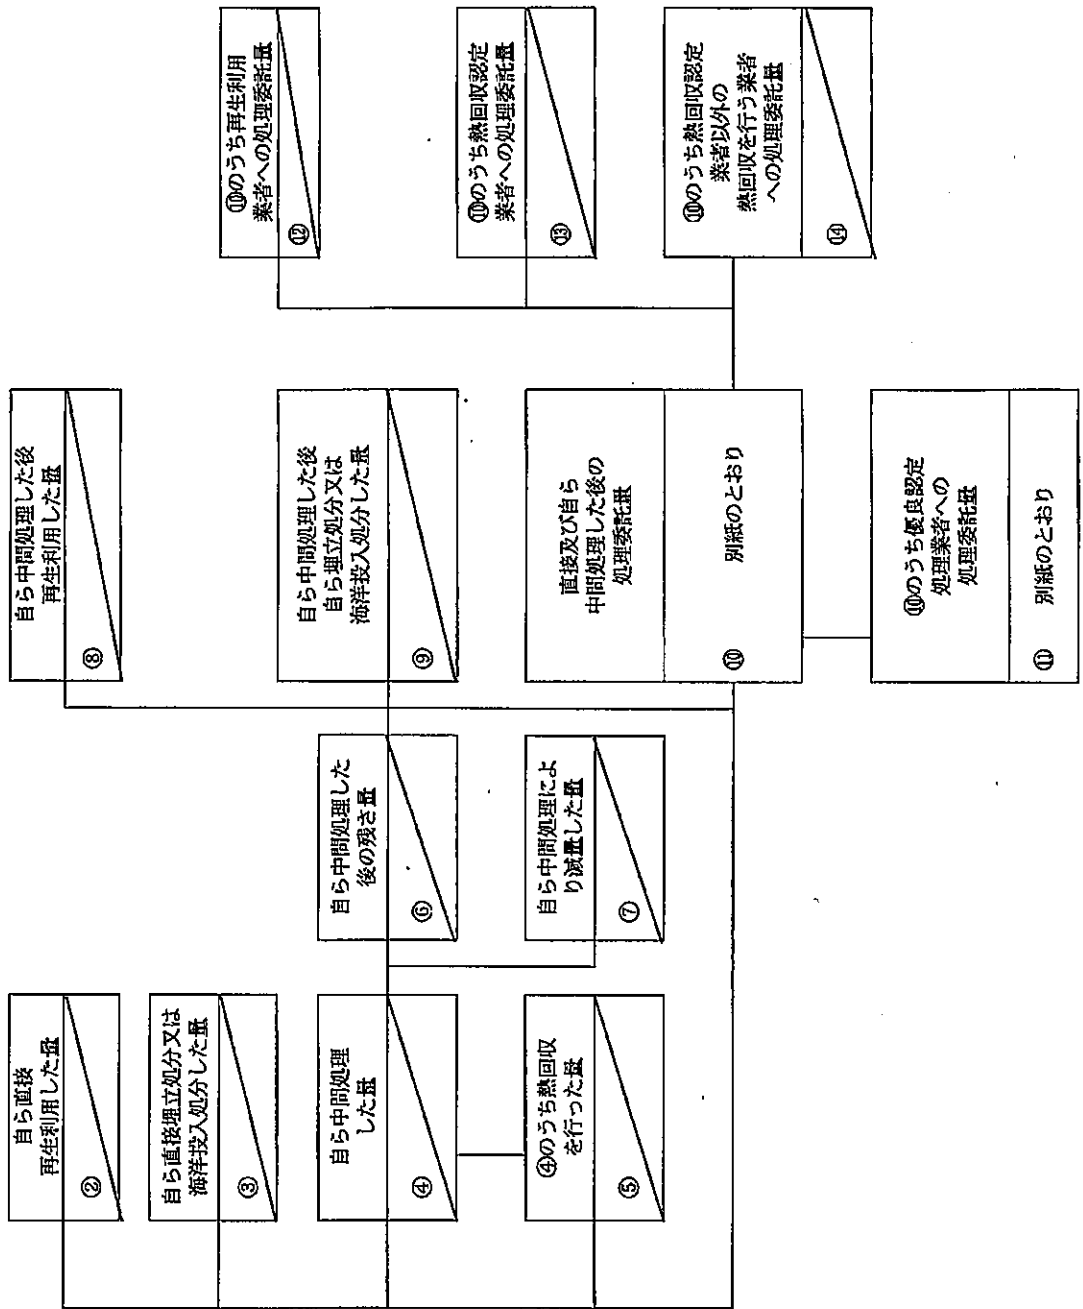 自ら直接
再生利用した量
②
自ら直接埋立処分又は
海洋投入処分した量
③
自ら中間処理
した量
④
④のうち熱回収
を行った量
⑤
自ら中間処理した
後の残さ量
⑥
自ら中間処理によ
り減量した量
⑦
自ら中間処理した後
再生利用した量
⑧
自ら中間処理した後
自ら埋立処分又は
海洋投入処分した量
⑨
直接及び自ら
中間処理した後の
処理委託量
⑩ 別紙のとおり
⑩のうち優良認定
処理業者への
処理委託量
⑪ 別紙のとおり
⑩のうち再生利用
業者への処理委託量
⑫
⑩のうち熱回収認定
業者への処理委託量
⑬
⑩のうち熱回収認定
業者以外の
熱回収を行う業者
への処理委託量
⑭